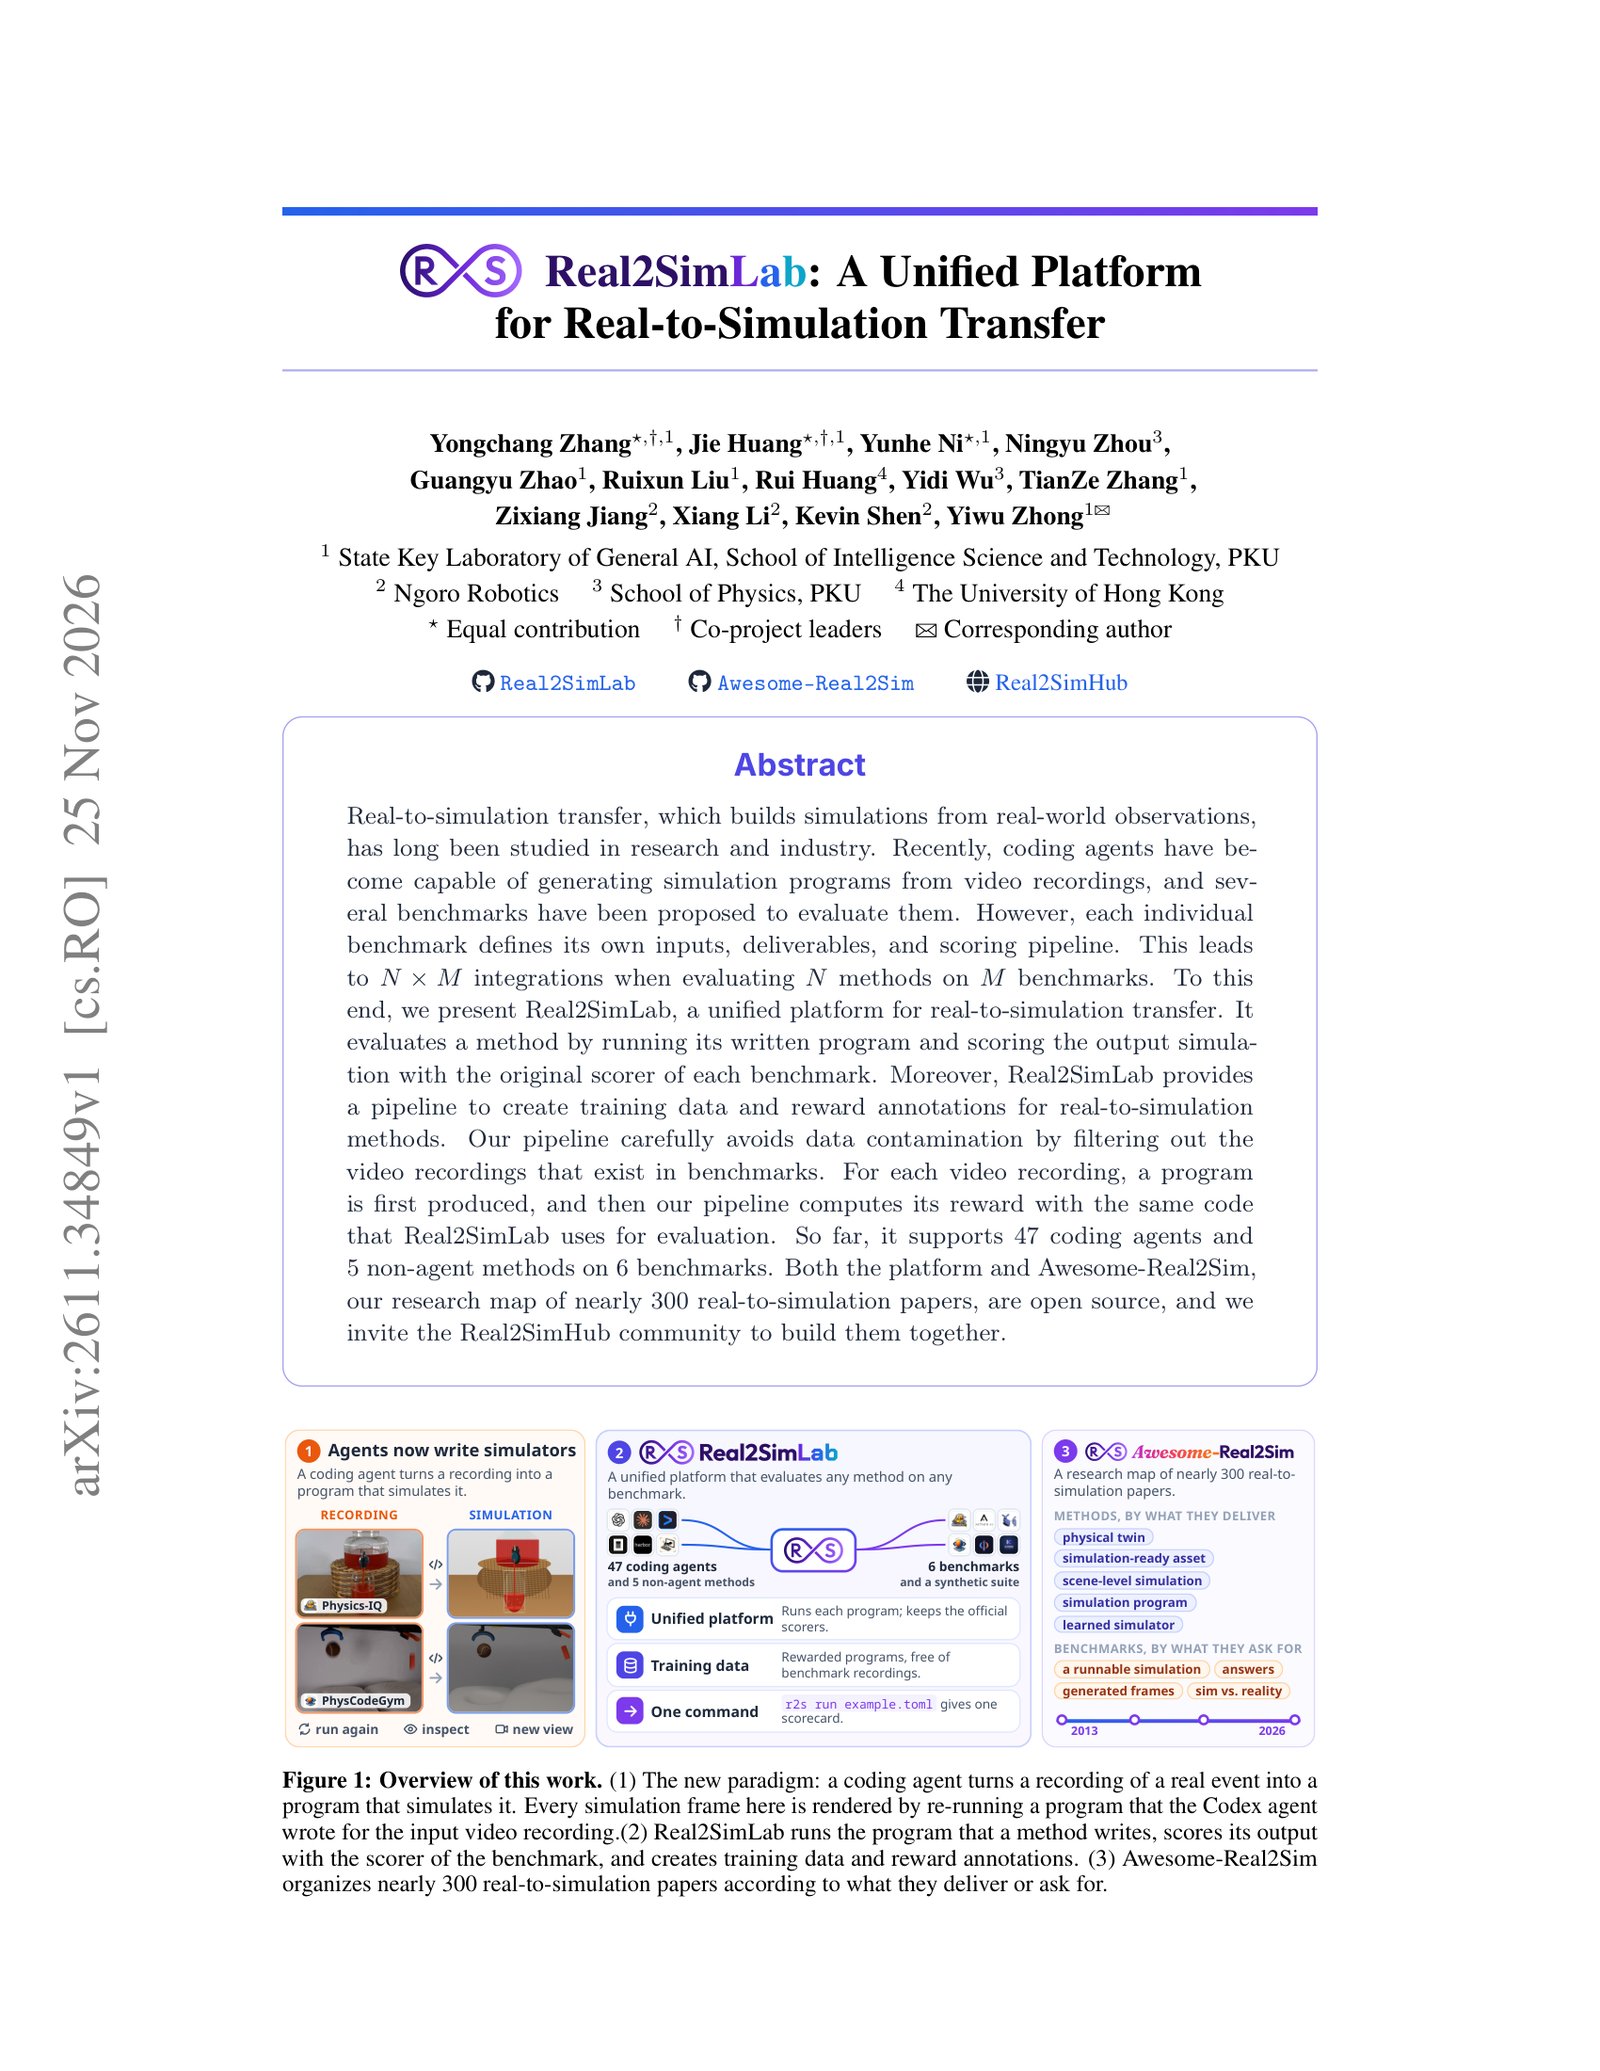 arXiv:2611.34849v1 [cs.RO] 25 Nov 2026
RS Real2SimLab: A Unified Platform
for Real-to-Simulation Transfer
Yongchang Zhang⋆,†,1, Jie Huang⋆,†,1, Yunhe Ni⋆,1, Ningyu Zhou3,
Guangyu Zhao1, Ruixun Liu1, Rui Huang4, Yidi Wu3, TianZe Zhang1,
Zixiang Jiang2, Xiang Li2, Kevin Shen2, Yiwu Zhong1✉
1 State Key Laboratory of General AI, School of Intelligence Science and Technology, PKU
2 Ngoro Robotics 3 School of Physics, PKU 4 The University of Hong Kong
⋆ Equal contribution † Co-project leaders ✉ Corresponding author
Real2SimLab Awesome-Real2Sim Real2SimHub
Abstract
Real-to-simulation transfer, which builds simulations from real-world observations,
has long been studied in research and industry. Recently, coding agents have be-
come capable of generating simulation programs from video recordings, and sev-
eral benchmarks have been proposed to evaluate them. However, each individual
benchmark defines its own inputs, deliverables, and scoring pipeline. This leads
to N × M integrations when evaluating N methods on M benchmarks. To this
end, we present Real2SimLab, a unified platform for real-to-simulation transfer. It
evaluates a method by running its written program and scoring the output simula-
tion with the original scorer of each benchmark. Moreover, Real2SimLab provides
a pipeline to create training data and reward annotations for real-to-simulation
methods. Our pipeline carefully avoids data contamination by filtering out the
video recordings that exist in benchmarks. For each video recording, a program
is first produced, and then our pipeline computes its reward with the same code
that Real2SimLab uses for evaluation. So far, it supports 47 coding agents and
5 non-agent methods on 6 benchmarks. Both the platform and Awesome-Real2Sim,
our research map of nearly 300 real-to-simulation papers, are open source, and we
invite the Real2SimHub community to build them together.
1 Agents now write simulators
A coding agent turns a recording into a
program that simulates it.
RECORDING SIMULATION
</>
Physics-IQ
</>
PhysCodeGym
run again inspect new view
2 RS Real2SimLab
A unified platform that evaluates any method on any
benchmark.
RS
47 coding agents 6 benchmarks
and 5 non-agent methods and a synthetic suite
Unified platform Runs each program; keeps the official
scorers.
Training data Rewarded programs, free of
benchmark recordings.
One command r2s run example.toml gives one
scorecard.
3 RS Awesome-Real2Sim
A research map of nearly 300 real-to-
simulation papers.
METHODS, BY WHAT THEY DELIVER
physical twin
simulation-ready asset
scene-level simulation
simulation program
learned simulator
BENCHMARKS, BY WHAT THEY ASK FOR
a runnable simulation answers
generated frames sim vs. reality
2013 2026
Figure 1: Overview of this work. (1) The new paradigm: a coding agent turns a recording of a real event into a
program that simulates it. Every simulation frame here is rendered by re-running a program that the Codex agent
wrote for the input video recording.(2) Real2SimLab runs the program that a method writes, scores its output
with the scorer of the benchmark, and creates training data and reward annotations. (3) Awesome-Real2Sim
organizes nearly 300 real-to-simulation papers according to what they deliver or ask for.